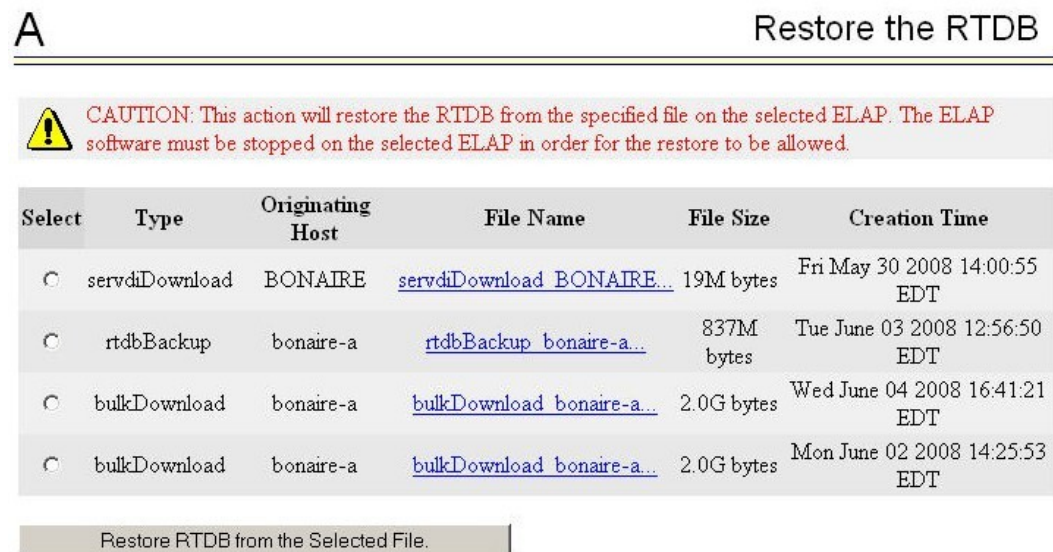 A
Restore the RTDB
CAUTION: This action will restore the RTDB from the specified file on the selected ELAP. The ELAP
software must be stopped on the selected ELAP in order for the restore to be allowed.
Select Type Originating Host File Name File Size Creation Time
servdiDownload BONAIRE servdiDownload_BONAIRE... 19M bytes Fri May 30 2008 14:00:55 EDT
rtdbBackup bonaire-a rtdbBackup_bonaire-a... 837M bytes Tue June 03 2008 12:56:50 EDT
bulkDownload bonaire-a bulkDownload_bonaire-a... 2.0G bytes Wed June 04 2008 16:41:21 EDT
bulkDownload bonaire-a bulkDownload_bonaire-a... 2.0G bytes Mon June 02 2008 14:25:53 EDT
Restore RTDB from the Selected File.